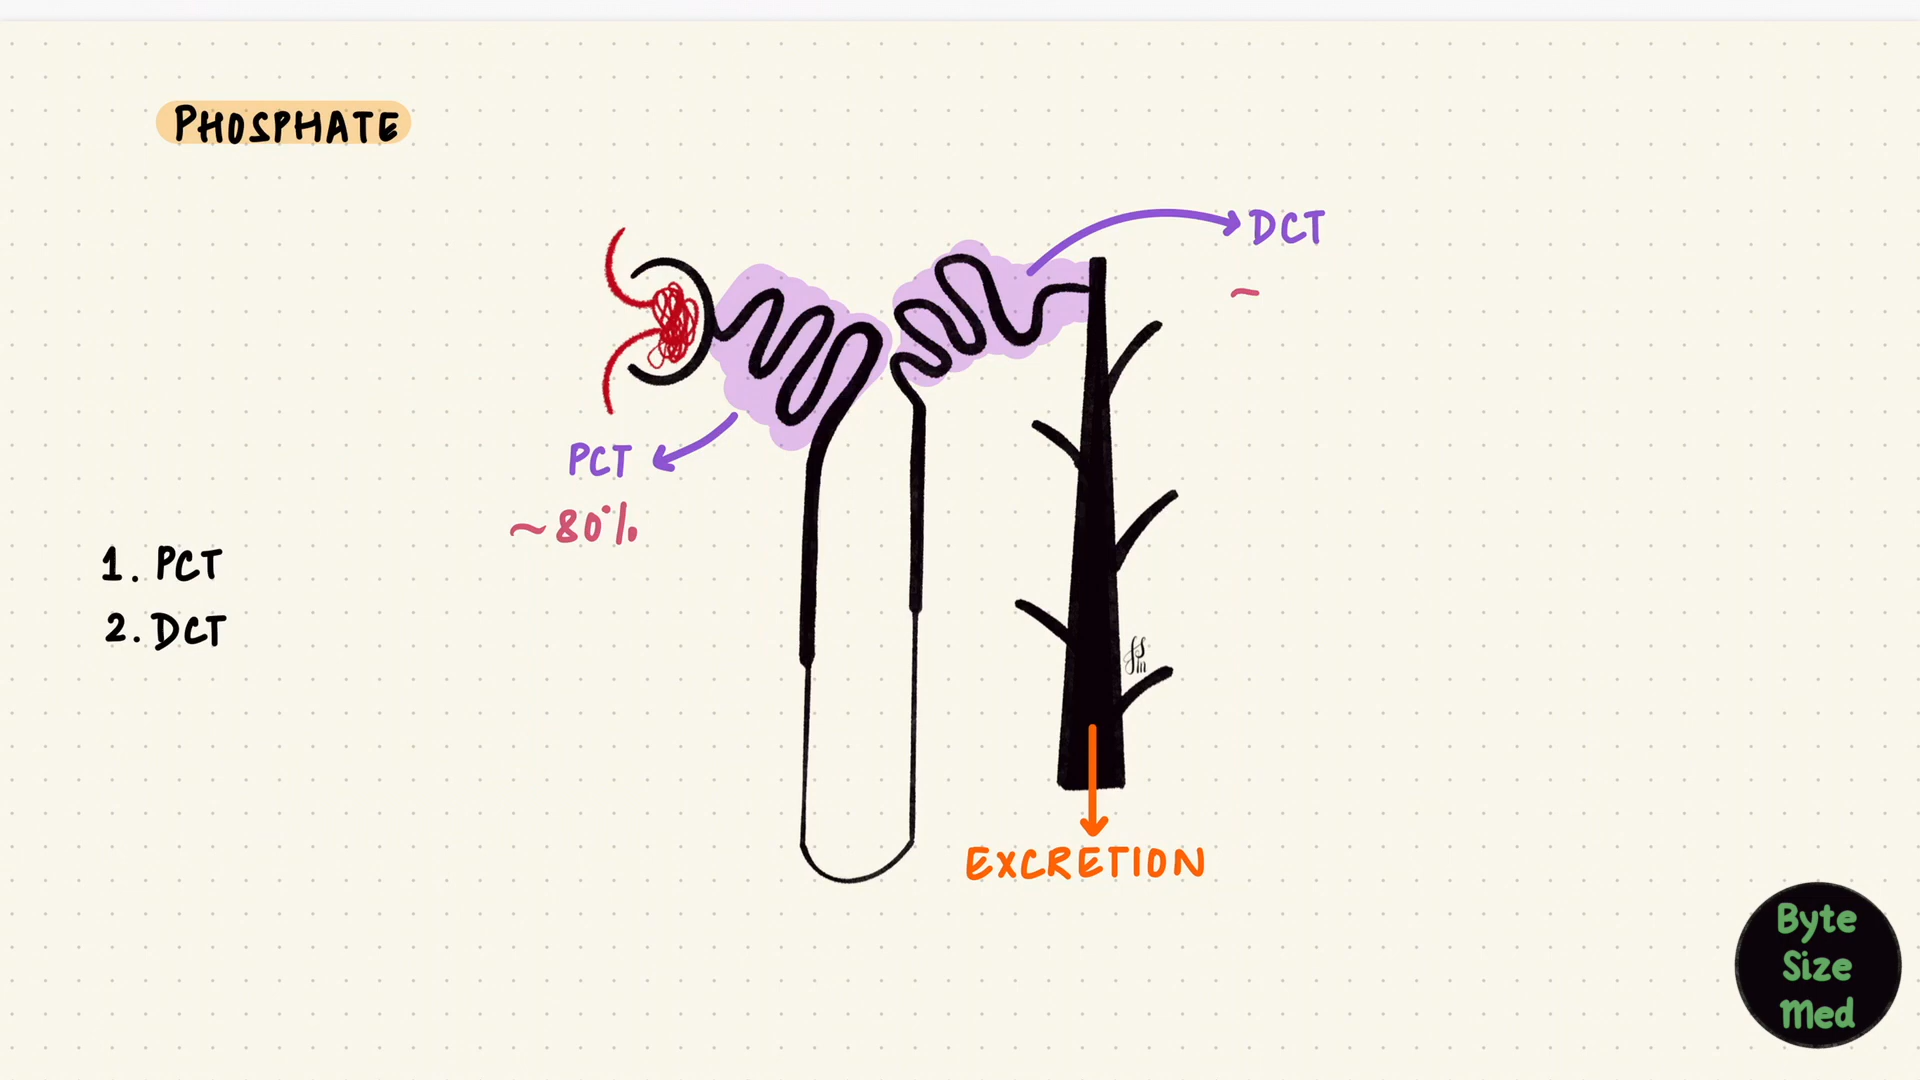 PHOSPHATE
DCT
~
PCT
~80%
1. PCT
2. DCT
EXCRETION
Byte
Size
Med